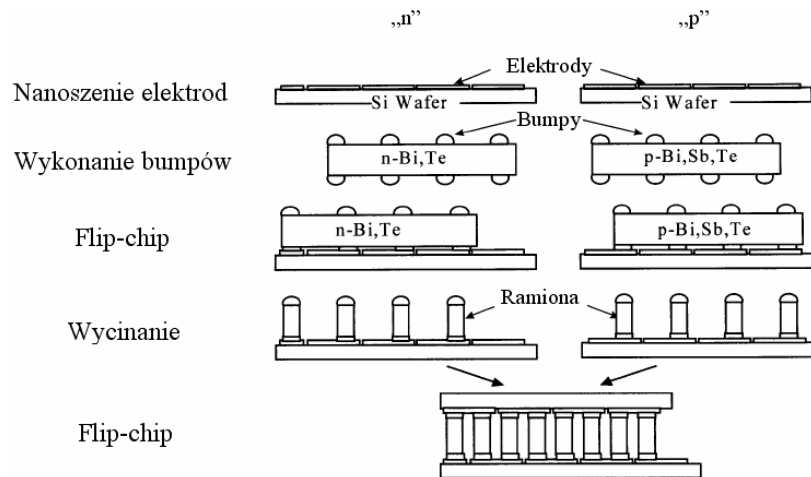 „n” „p”
Nanoszenie elektrod
Elektrody
Si Wafer Si Wafer
Bumpy
Wykonanie bumpów
n-Bi,Te p-Bi,Sb,Te
Flip-chip
n-Bi,Te p-Bi,Sb,Te
Ramiona
Wycinanie
Flip-chip